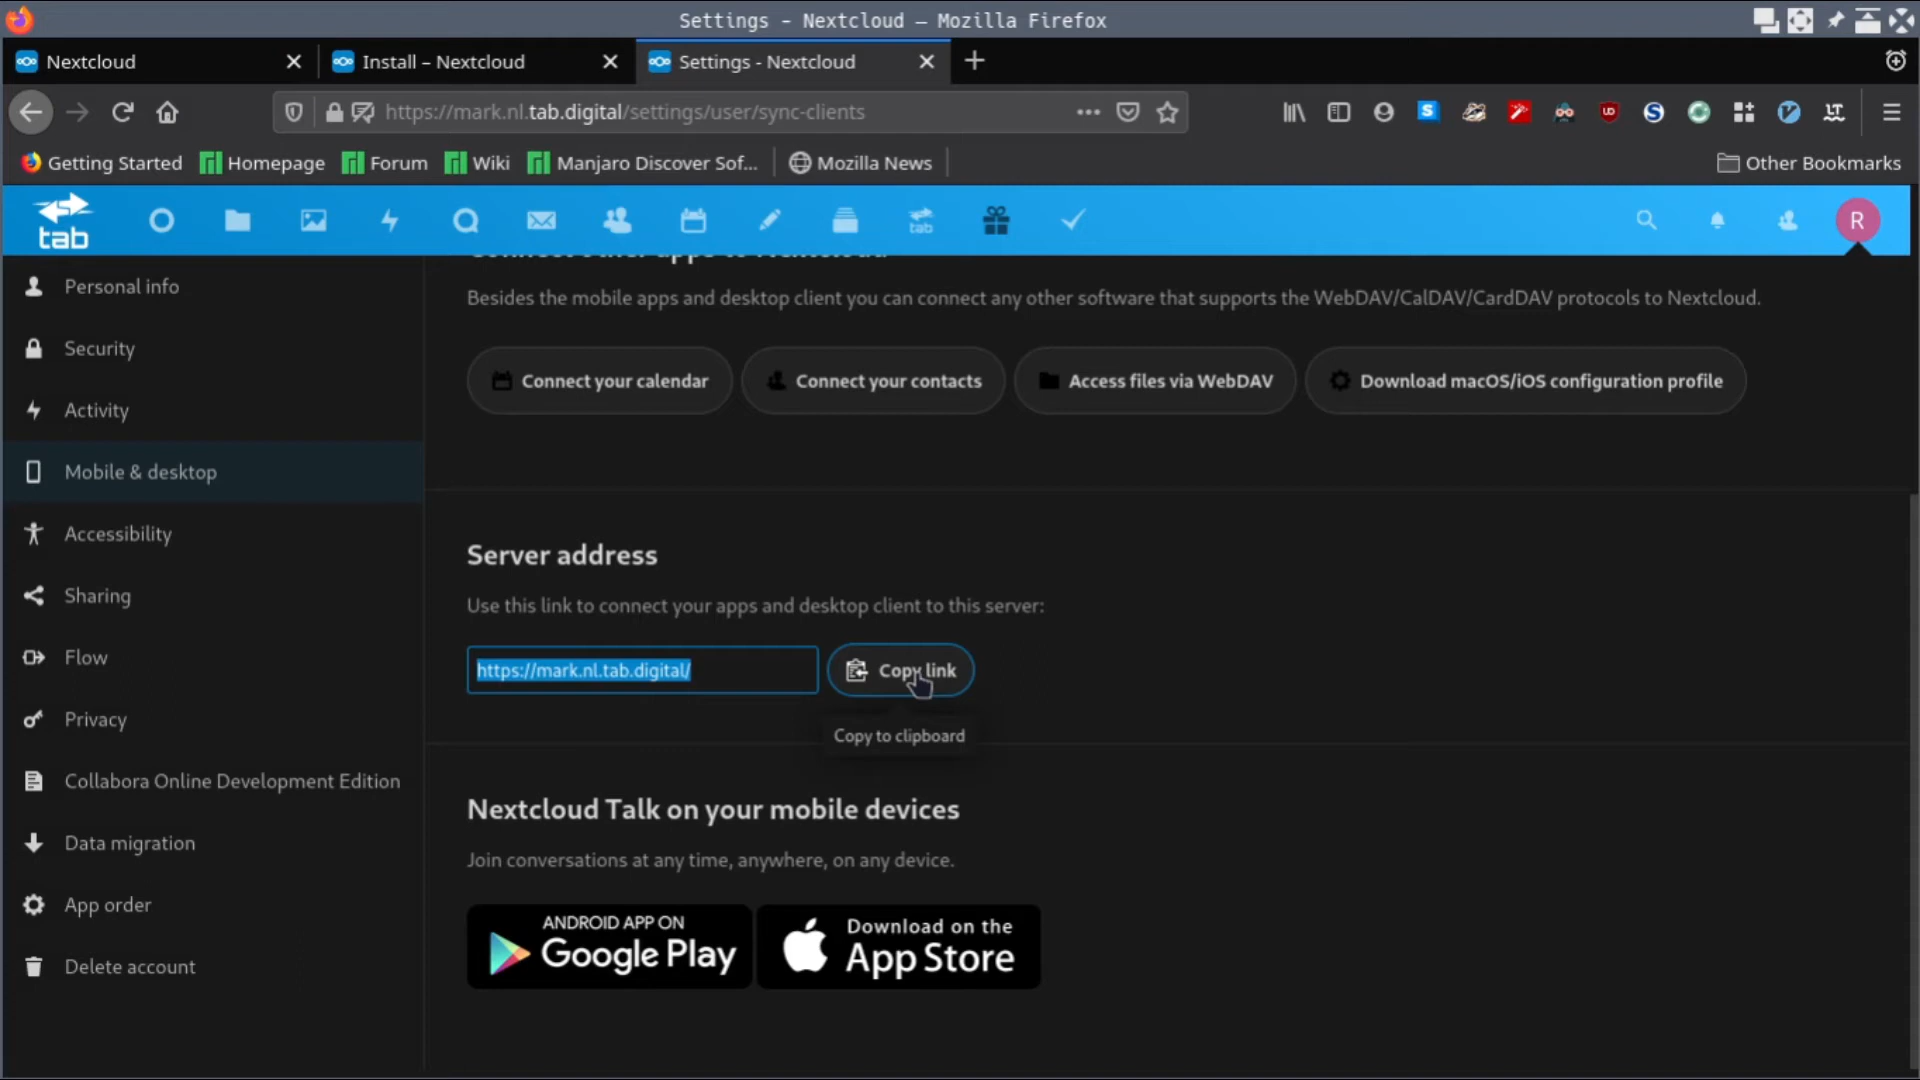 Settings - Nextcloud — Mozilla Firefox
Nextcloud
Install – Nextcloud
Settings - Nextcloud
https://mark.nl.tab.digital/settings/user/sync-clients
Getting Started
Homepage
Forum
Wiki
Manjaro Discover Sof...
Mozilla News
Other Bookmarks
tab
tab
R
Personal info
Security
Activity
Mobile & desktop
Accessibility
Sharing
Flow
Privacy
Collabora Online Development Edition
Data migration
App order
Delete account
Connect other apps to Nextcloud
Besides the mobile apps and desktop client you can connect any other software that supports the WebDAV/CalDAV/CardDAV protocols to Nextcloud.
Connect your calendar
Connect your contacts
Access files via WebDAV
Download macOS/iOS configuration profile
Server address
Use this link to connect your apps and desktop client to this server:
https://mark.nl.tab.digital/
Copy link
Copy to clipboard
Nextcloud Talk on your mobile devices
Join conversations at any time, anywhere, on any device.
ANDROID APP ON
Google Play
Download on the
App Store